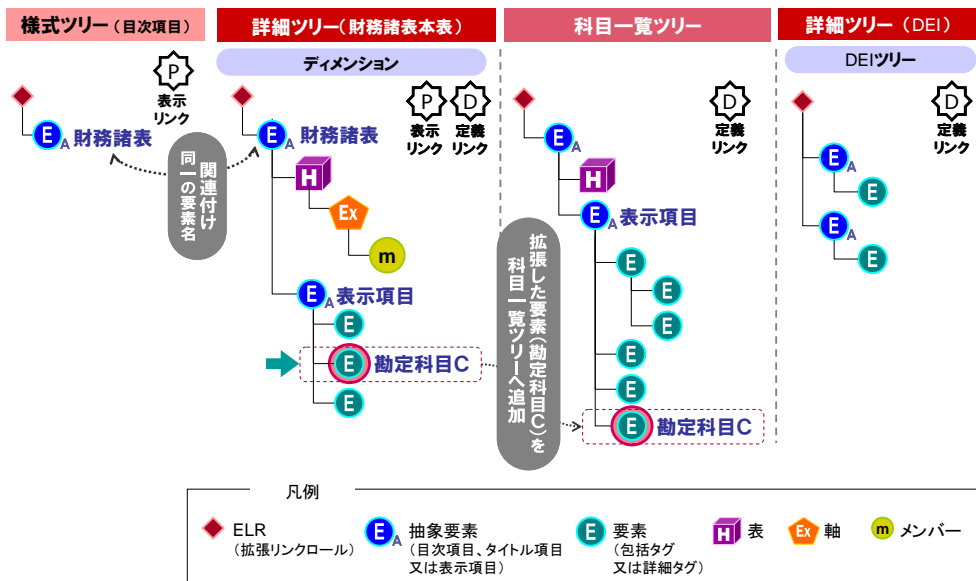 様式ツリー(目次項目)
P
表示
リンク
E
A
財務諸表
関連付け
同一の要素名
詳細ツリー(財務諸表本表)
ディメンション
P
D
表示
リンク
定義
リンク
E
A
財務諸表
H
Ex
m
E
A
表示項目
E
E
勘定科目C
E
科目一覧ツリー
D
定義
リンク
E
A
H
E
A
表示項目
E
E
E
E
E
E
勘定科目C
拡張した要素(勘定科目C)を
科目一覧ツリーへ追加
詳細ツリー(DEI)
DEIツリー
D
定義
リンク
E
A
E
E
A
E
凡例
ELR
(拡張リンクロール)
E
A
抽象要素
(目次項目、タイトル項目
又は表示項目)
E
要素
(包括タグ
又は詳細タグ)
H
表
Ex
軸
m
メンバー